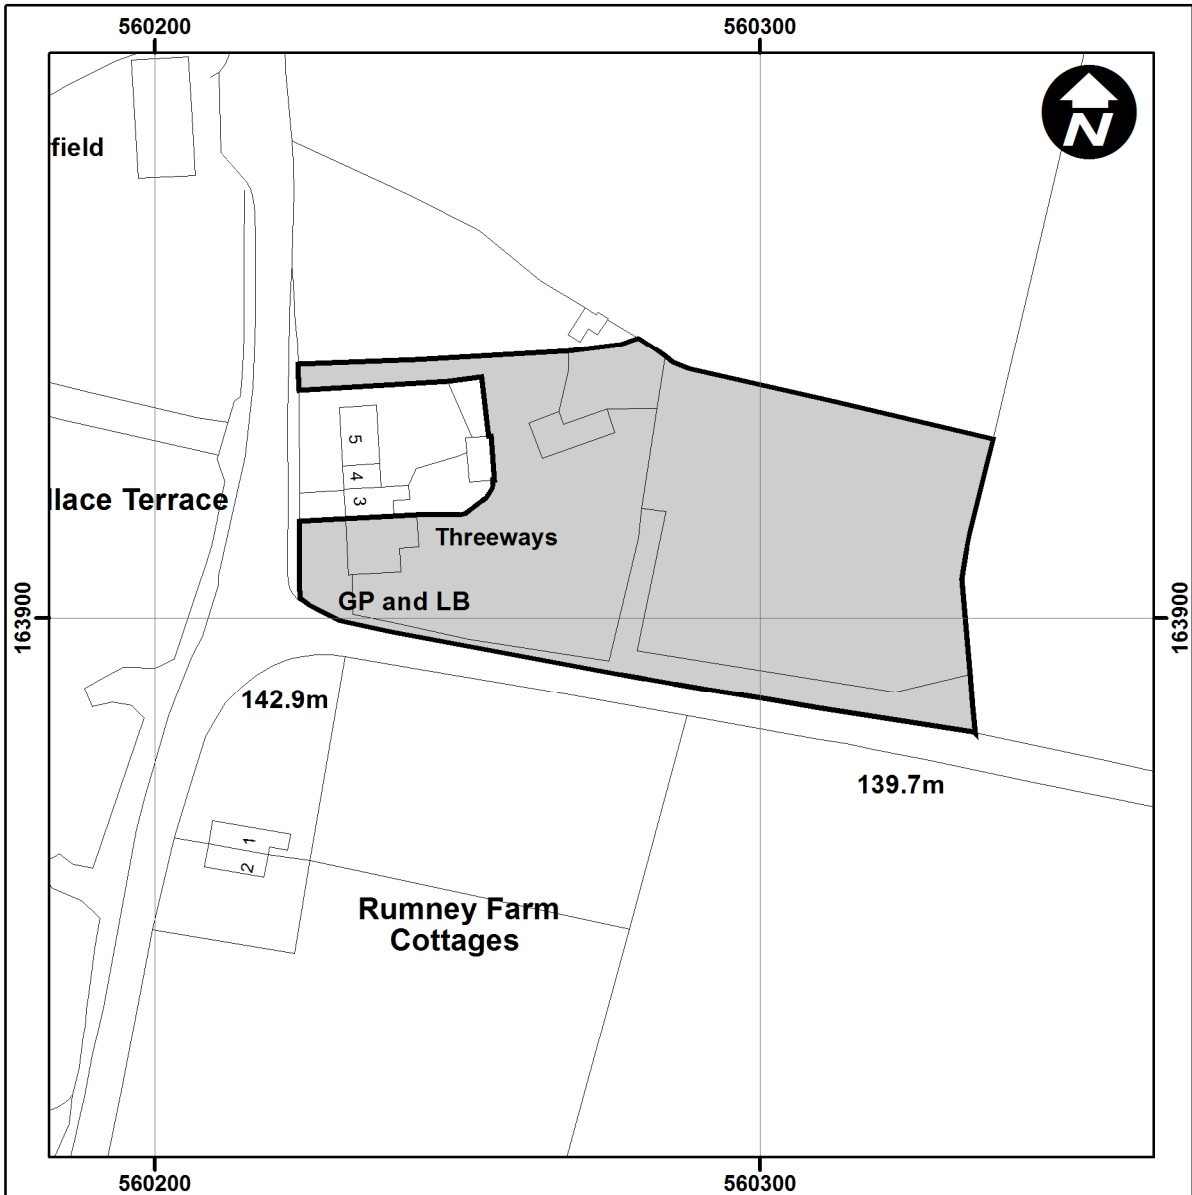 560200
560300
N
field
5
4
3
llace Terrace
Threeways
GP and LB
163900
163900
142.9m
139.7m
1
2
Rumney Farm
Cottages
560200
560300